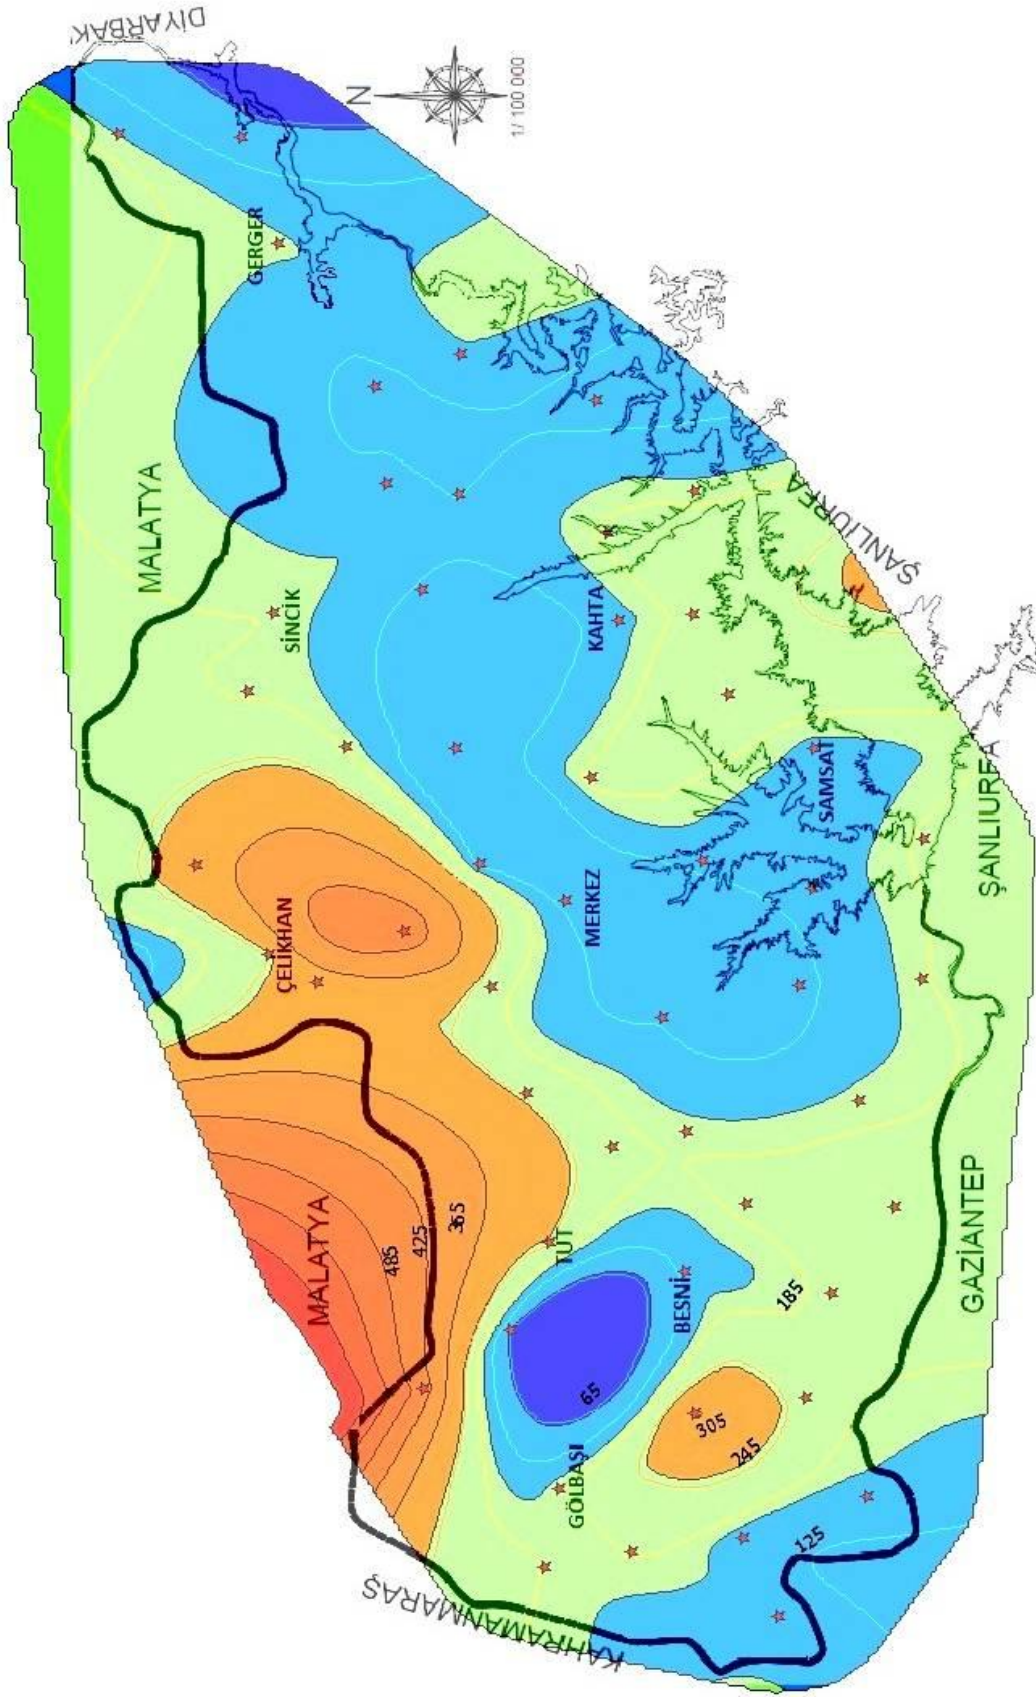 DİYARBAK
N
1/ 100 000
GERGER
MALATYA
SİNCİK
KAHTA
ŞANLIURFA
ÇELİKHAN
MERKEZ
SAMSAT
ŞANLIURFA
MALATYA
485
425
365
TUT
BESNİ
185
GAZİANTEP
65
305
245
GÖLBAŞI
125
KAHRAMANMARAŞ